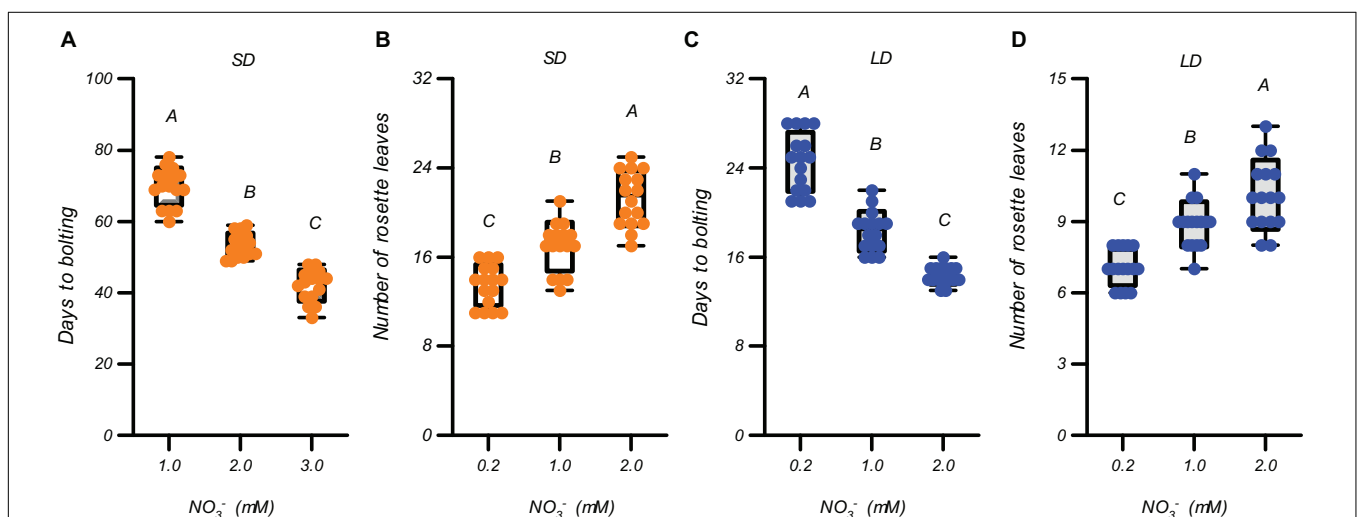 A
SD
Days to bolting
100
80
60
40
20
0
A
B
C
1.0 2.0 3.0
NO₃⁻ (mM)
B
SD
Number of rosette leaves
32
24
16
8
0
C
B
A
0.2 1.0 2.0
NO₃⁻ (mM)
C
LD
Days to bolting
32
24
16
8
0
A
B
C
0.2 1.0 2.0
NO₃⁻ (mM)
D
LD
Number of rosette leaves
15
12
9
6
3
0
C
B
A
0.2 1.0 2.0
NO₃⁻ (mM)